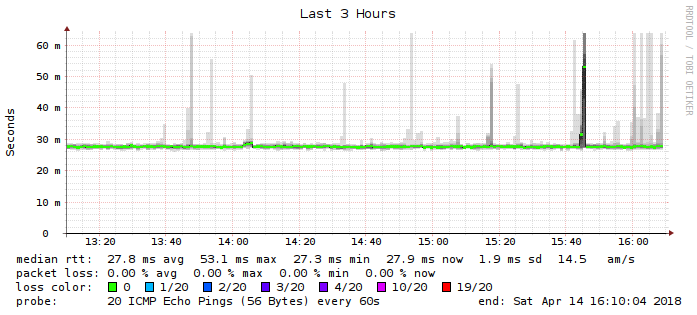 Last 3 Hours
RRDTOOL / TOBI OETIKER
Seconds
60 m
50 m
40 m
30 m
20 m
10 m
0
13:20 13:40 14:00 14:20 14:40 15:00 15:20 15:40 16:00
median rtt: 27.8 ms avg 53.1 ms max 27.3 ms min 27.9 ms now 1.9 ms sd 14.5 am/s
packet loss: 0.00 % avg 0.00 % max 0.00 % min 0.00 % now
loss color: 0 1/20 2/20 3/20 4/20 10/20 19/20
probe: 20 ICMP Echo Pings (56 Bytes) every 60s end: Sat Apr 14 16:10:04 2018